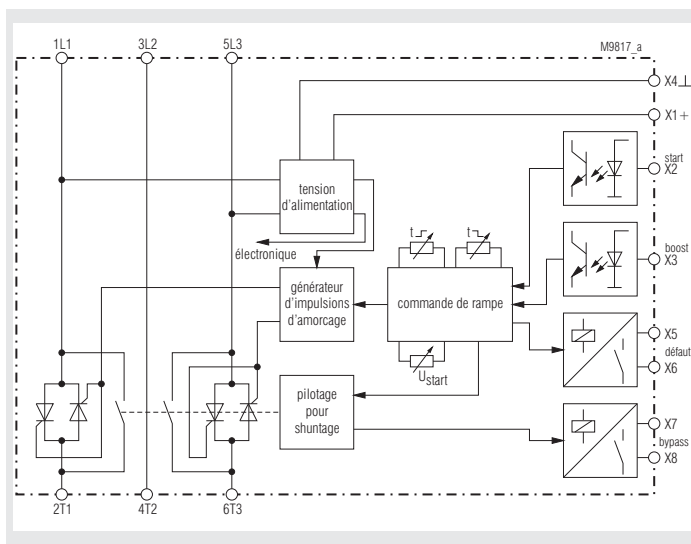 1L1 3L2 5L3
M9817_a
X4⊥
X1+
start
X2
tension
d'alimentation
boost
X3
électronique
t t
générateur
d'impulsions
d'amorcage
commande de rampe
X5
défaut
X6
Ustart
pilotage
pour
shuntage
X7
bypass
X8
2T1 4T2 6T3